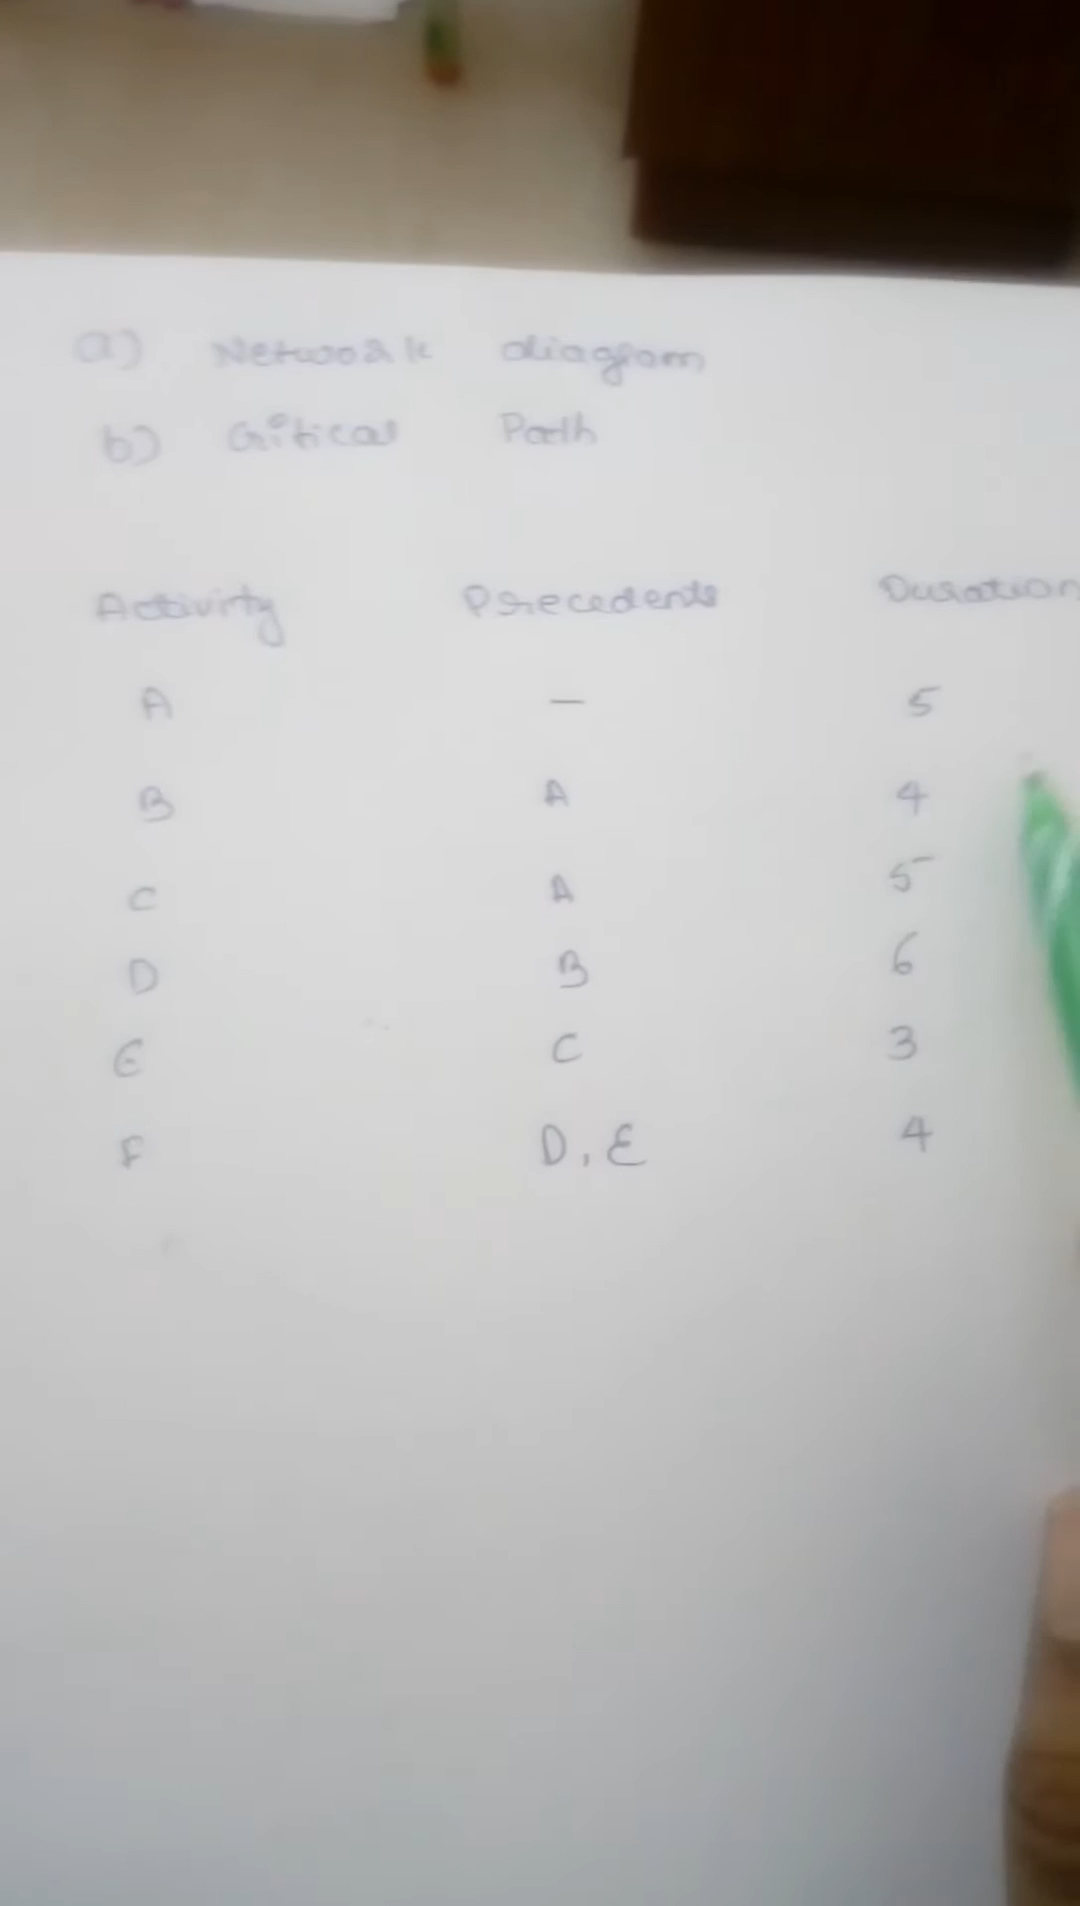 a) Network diagram
b) Critical Path
Activity Precedents Duration
A - 5
B A 4
C A 5
D B 6
E C 3
F D, E 4